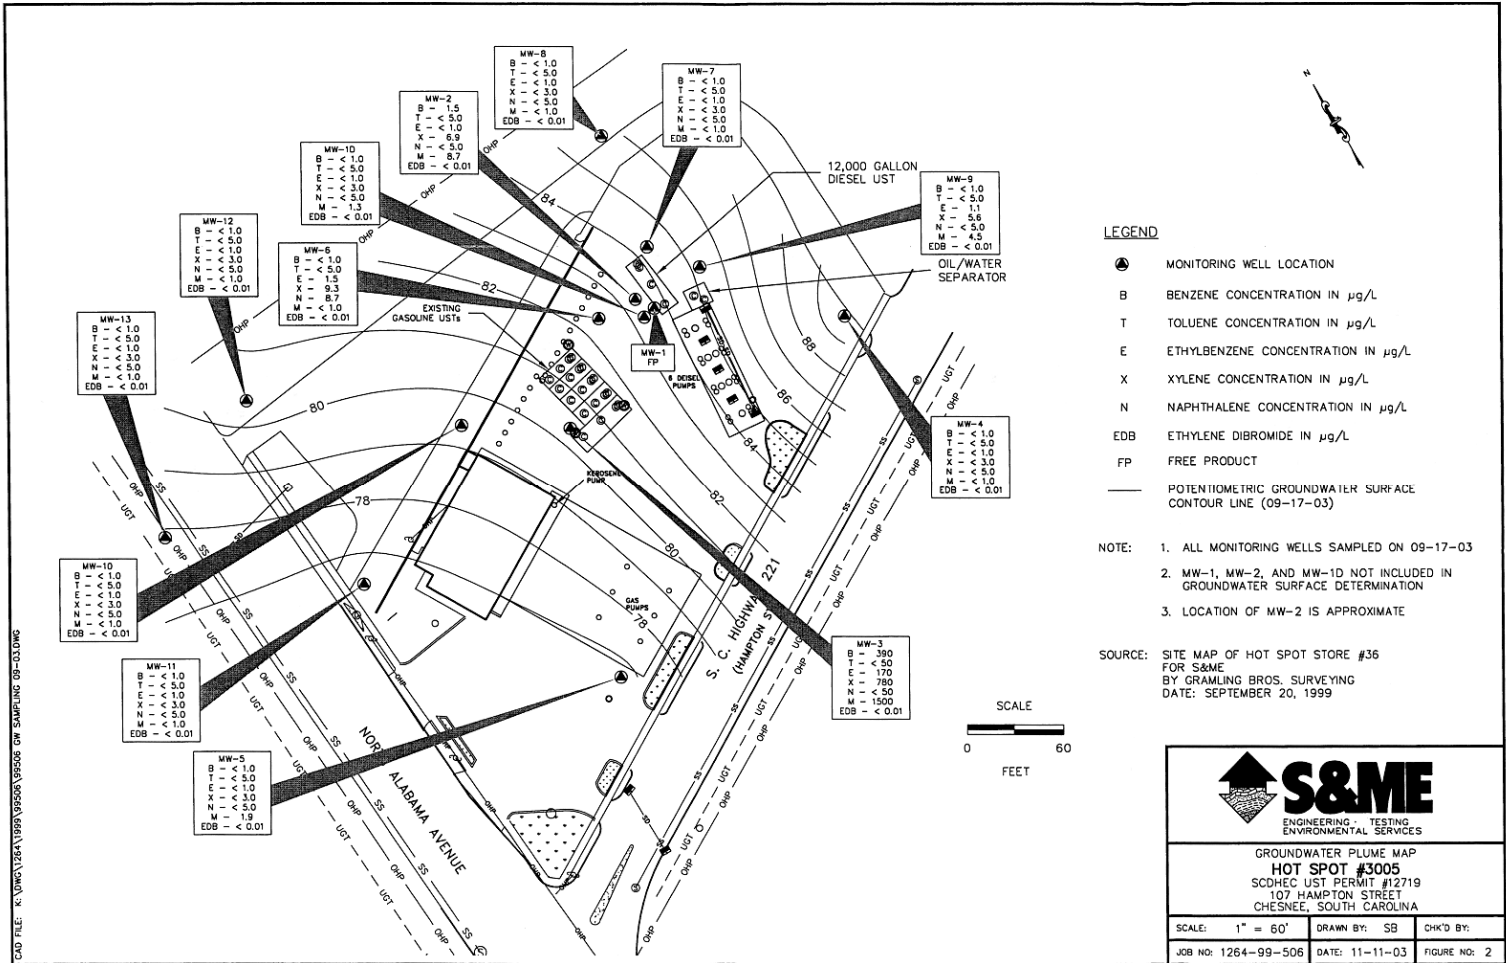 MW-8
B - < 1.0
T - < 5.0
E - < 1.0
X - < 3.0
N - < 5.0
M - < 1.0
EDB - < 0.01
MW-7
B - < 1.0
T - < 5.0
E - < 1.0
X - < 3.0
N - < 5.0
M - < 1.0
EDB - < 0.01
MW-2
B - 1.5
T - < 5.0
E - < 1.0
X - 6.9
N - < 5.0
M - 8.7
EDB - < 0.01
MW-1D
B - < 1.0
T - < 5.0
E - < 1.0
X - < 3.0
N - < 5.0
M - 1.3
EDB - < 0.01
MW-9
B - < 1.0
T - < 5.0
E - 1.1
X - 5.6
N - < 5.0
M - 4.5
EDB - < 0.01
MW-12
B - < 1.0
T - < 5.0
E - < 1.0
X - < 3.0
N - < 5.0
M - < 1.0
EDB - < 0.01
MW-6
B - < 1.0
T - < 5.0
E - 1.5
X - 9.3
N - 8.7
M - < 1.0
EDB - < 0.01
MW-13
B - < 1.0
T - < 5.0
E - < 1.0
X - < 3.0
N - < 5.0
M - < 1.0
EDB - < 0.01
MW-4
B - < 1.0
T - < 5.0
E - < 1.0
X - < 3.0
N - < 5.0
M - < 1.0
EDB - < 0.01
MW-10
B - < 1.0
T - < 5.0
E - < 1.0
X - < 3.0
N - < 5.0
M - < 1.0
EDB - < 0.01
MW-11
B - < 1.0
T - < 5.0
E - < 1.0
X - < 3.0
N - < 5.0
M - < 1.0
EDB - < 0.01
MW-3
B - 390
T - < 50
E - 170
X - 780
N - < 50
M - 1500
EDB - < 0.01
MW-5
B - < 1.0
T - < 5.0
E - < 1.0
X - < 3.0
N - < 5.0
M - 1.9
EDB - < 0.01
MW-1
FP
12,000 GALLON
DIESEL UST
OIL/WATER
SEPARATOR
EXISTING
GASOLINE USTs
6 DEISEL
PUMPS
KEROSENE
PUMP
GAS
PUMPS
84
82
80
78
88
86
84
82
80
78
OHP
OHP
OHP
OHP
UGT
SS
S. C. HIGHWAY 221
(HAMPTON S
NOR
ALABAMA AVENUE
N
LEGEND
MONITORING WELL LOCATION
B BENZENE CONCENTRATION IN µg/L
T TOLUENE CONCENTRATION IN µg/L
E ETHYLBENZENE CONCENTRATION IN µg/L
X XYLENE CONCENTRATION IN µg/L
N NAPHTHALENE CONCENTRATION IN µg/L
EDB ETHYLENE DIBROMIDE IN µg/L
FP FREE PRODUCT
POTENTIOMETRIC GROUNDWATER SURFACE
CONTOUR LINE (09-17-03)
NOTE: 1. ALL MONITORING WELLS SAMPLED ON 09-17-03
2. MW-1, MW-2, AND MW-1D NOT INCLUDED IN
GROUNDWATER SURFACE DETERMINATION
3. LOCATION OF MW-2 IS APPROXIMATE
SOURCE: SITE MAP OF HOT SPOT STORE #36
FOR S&ME
BY GRAMLING BROS. SURVEYING
DATE: SEPTEMBER 20, 1999
SCALE
0 60
FEET
S&ME
ENGINEERING · TESTING
ENVIRONMENTAL SERVICES
GROUNDWATER PLUME MAP
HOT SPOT #3005
SCDHEC UST PERMIT #12719
107 HAMPTON STREET
CHESNEE, SOUTH CAROLINA
SCALE: 1" = 60'
DRAWN BY: SB
CHK'D BY:
JOB NO: 1264-99-506
DATE: 11-11-03
FIGURE NO: 2
CAD FILE: K:\DWG\1264\1999\99506\99506 GW SAMPLING 09-03.DWG